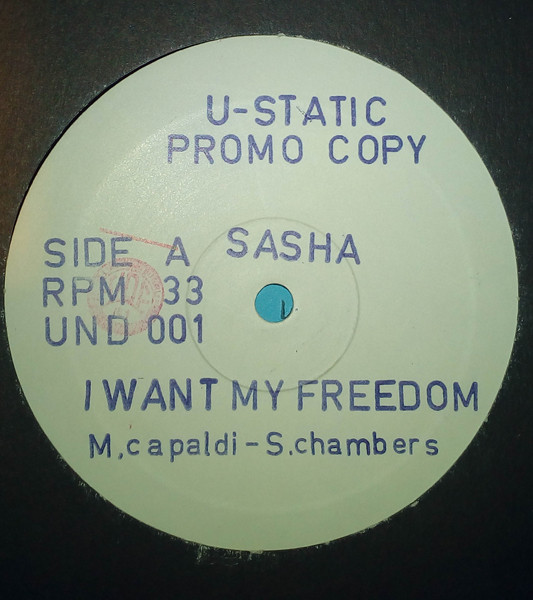 U-STATIC
PROMO COPY
SIDE A SASHA
RPM 33
UND 001
I WANT MY FREEDOM
M,capaldi - S.chambers